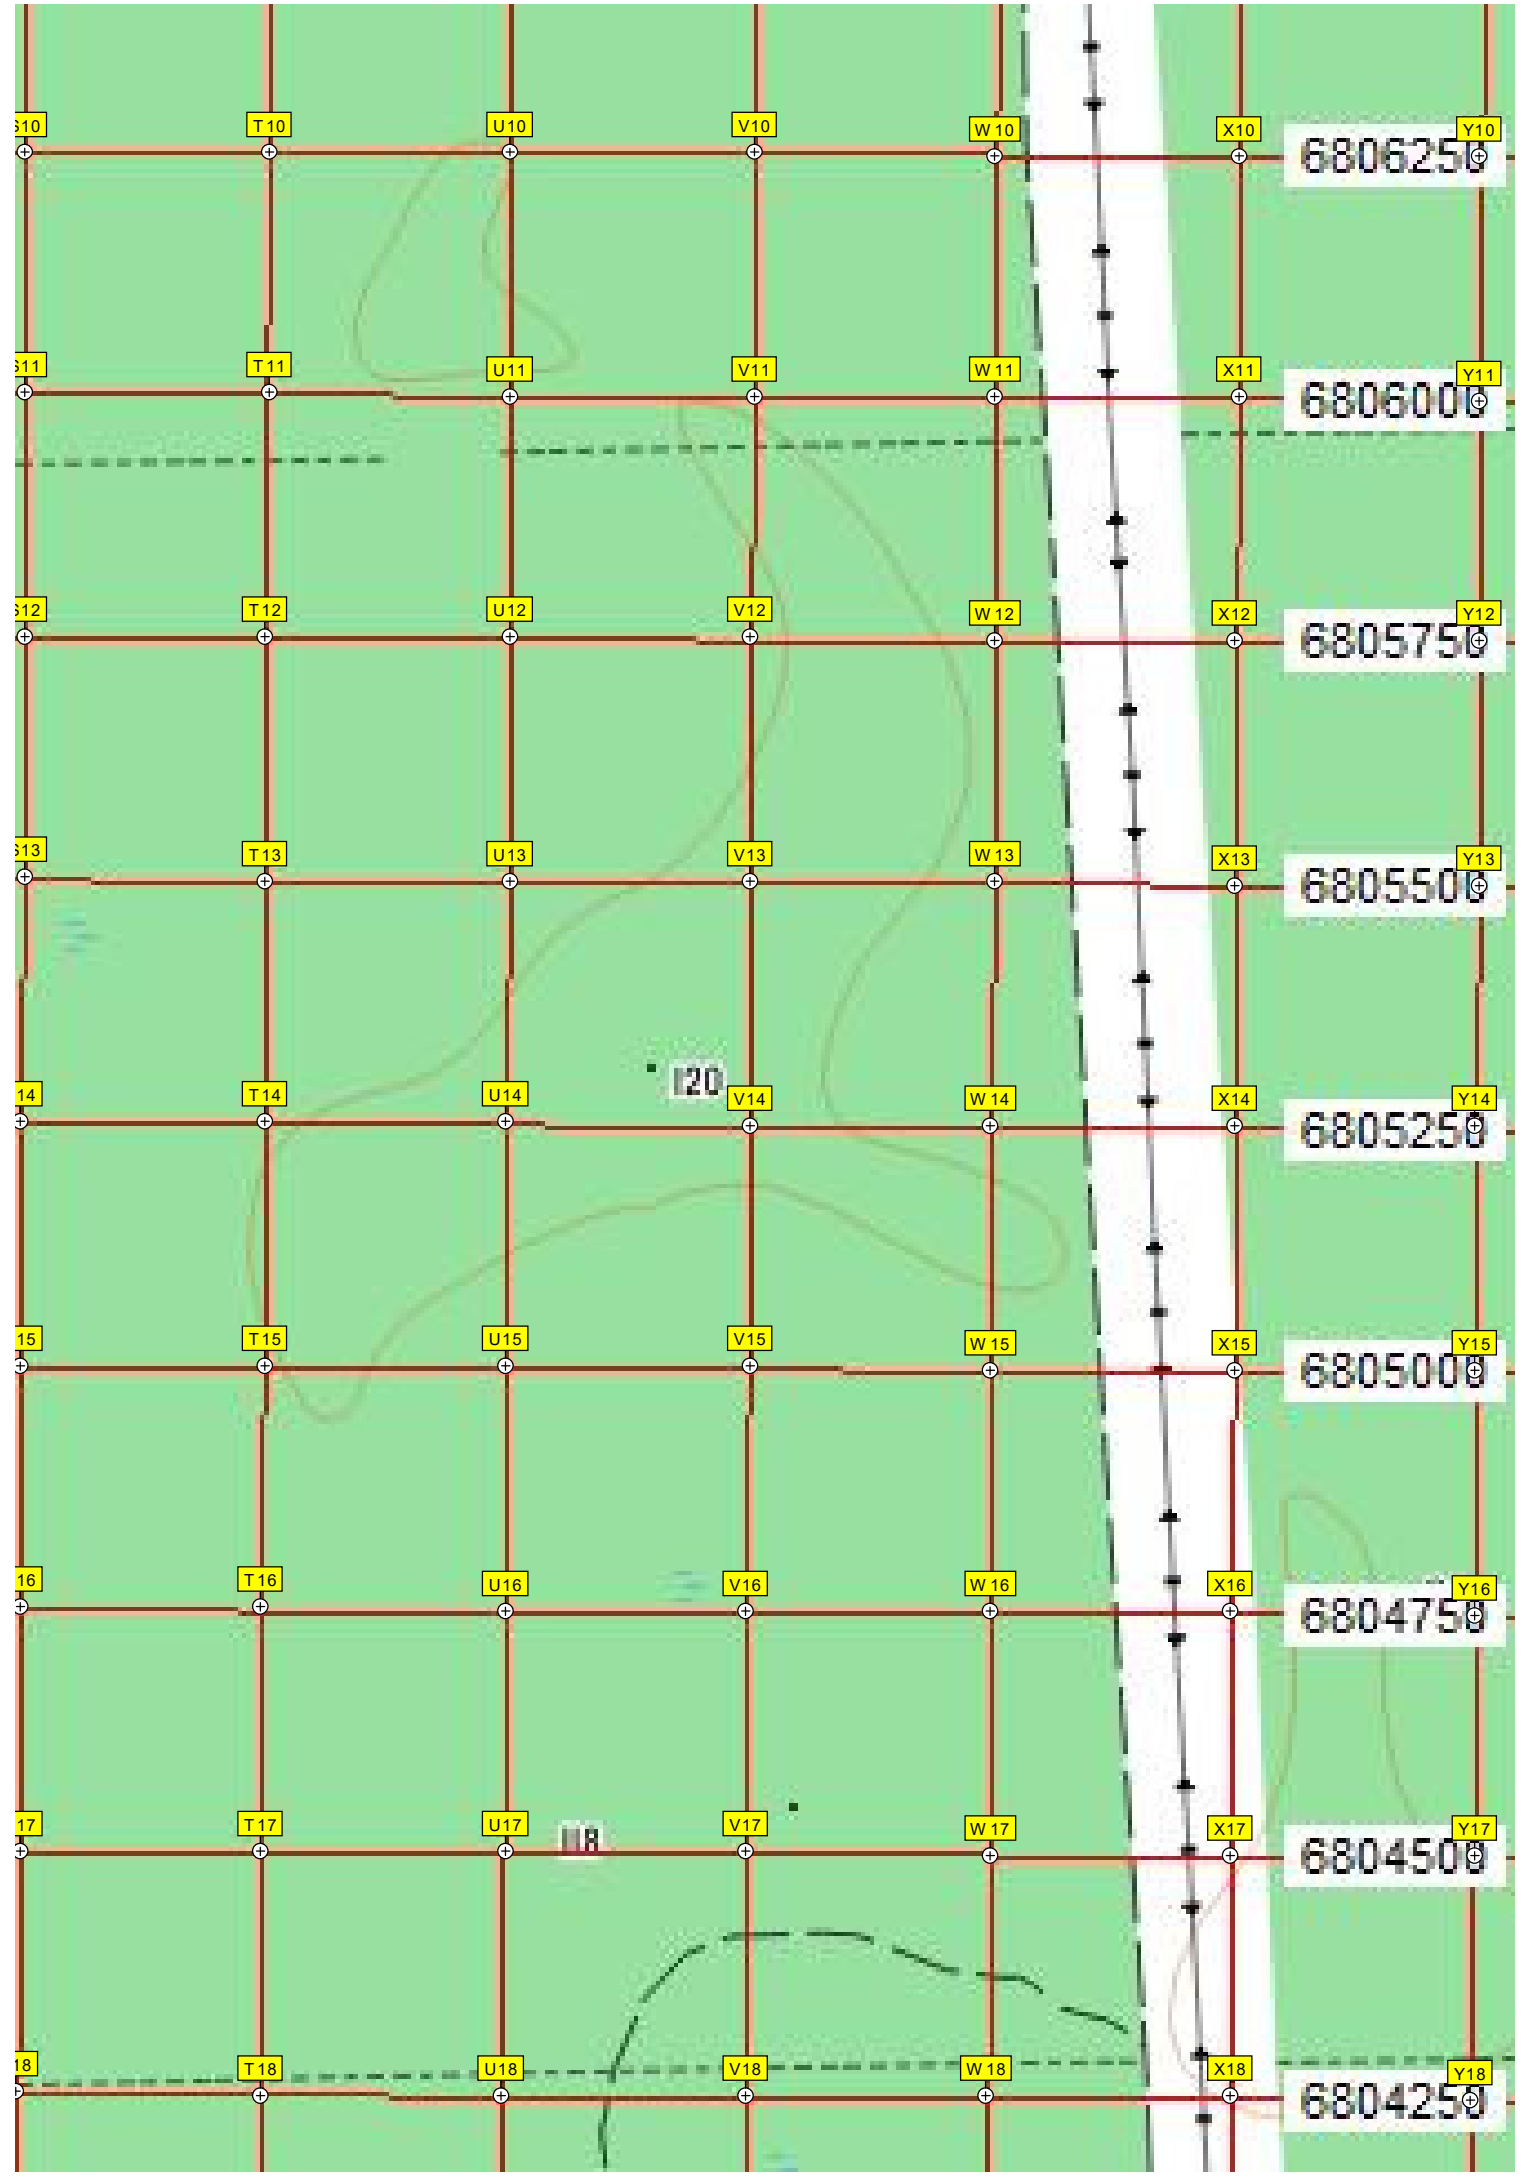 S10 T10 U10 V10 W10 X10 Y10
6806250
S11 T11 U11 V11 W11 X11 Y11
6806000
S12 T12 U12 V12 W12 X12 Y12
6805750
S13 T13 U13 V13 W13 X13 Y13
6805500
120
14 T14 U14 V14 W14 X14 Y14
6805250
15 T15 U15 V15 W15 X15 Y15
6805000
16 T16 U16 V16 W16 X16 Y16
6804750
17 T17 U17 V17 W17 X17 Y17
118
6804500
18 T18 U18 V18 W18 X18 Y18
6804250